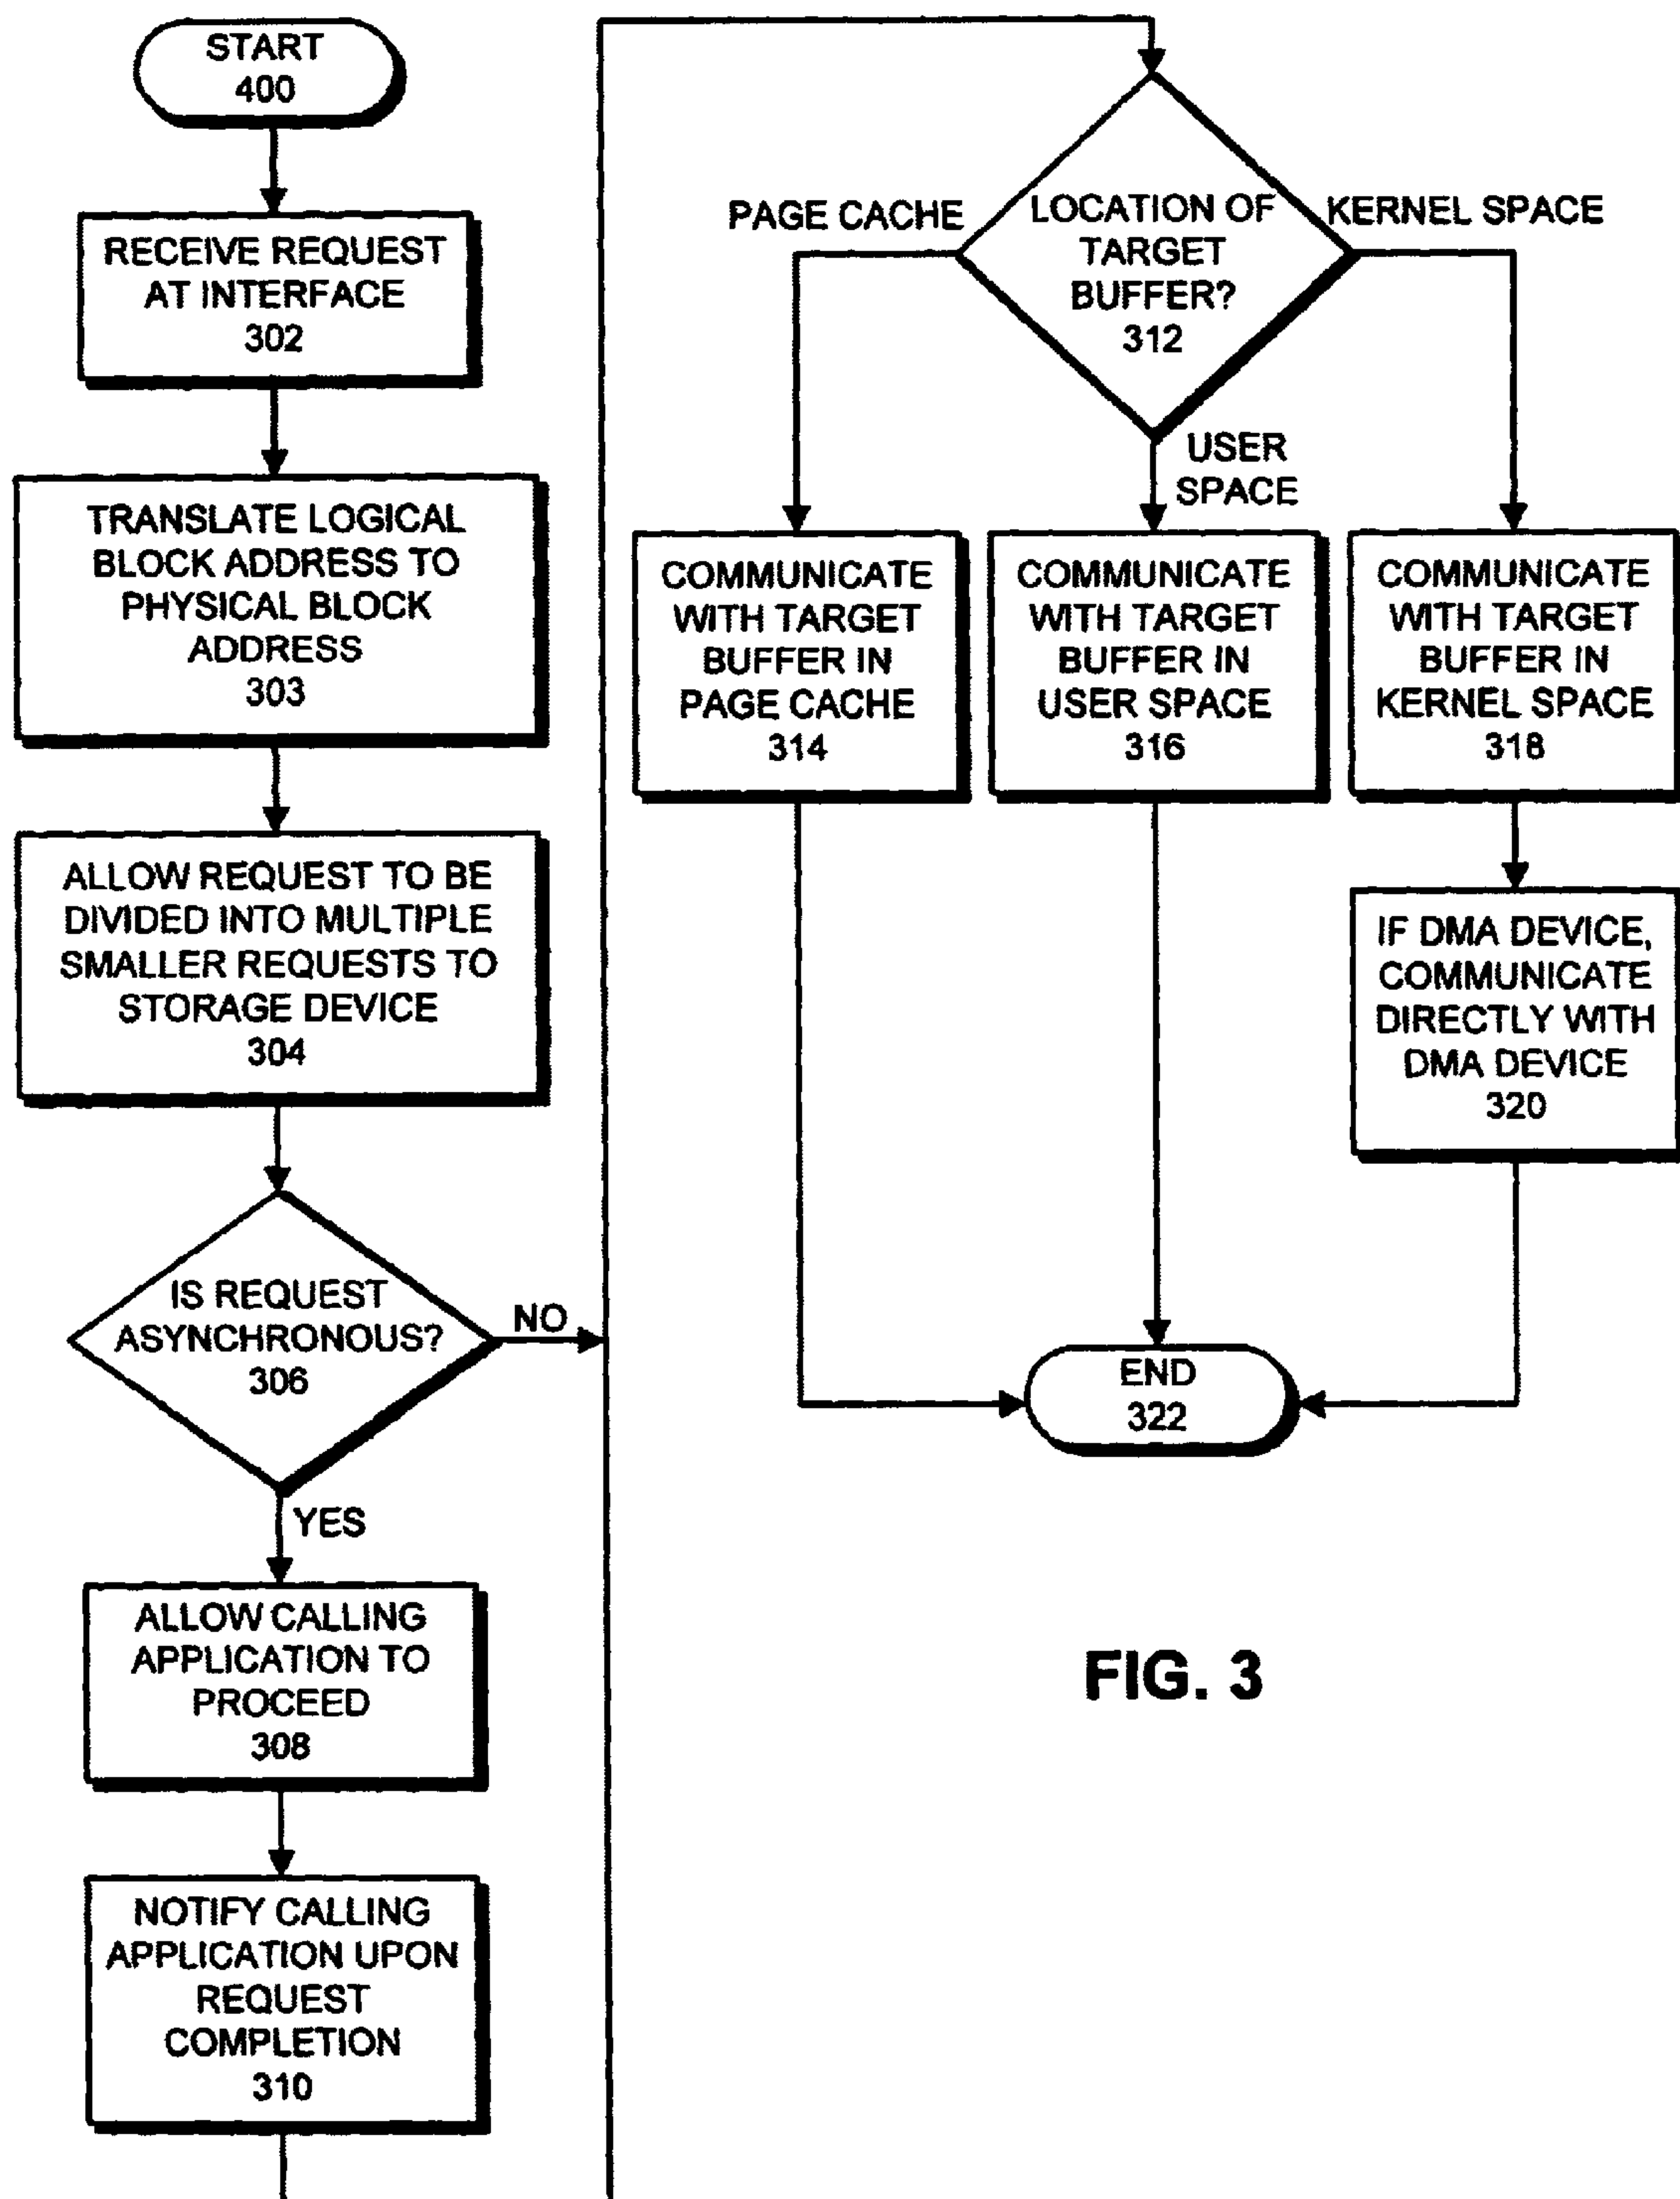 START
400
RECEIVE REQUEST
AT INTERFACE
302
TRANSLATE LOGICAL
BLOCK ADDRESS TO
PHYSICAL BLOCK
ADDRESS
303
ALLOW REQUEST TO BE
DIVIDED INTO MULTIPLE
SMALLER REQUESTS TO
STORAGE DEVICE
304
IS REQUEST
ASYNCHRONOUS?
306
NO
YES
ALLOW CALLING
APPLICATION TO
PROCEED
308
NOTIFY CALLING
APPLICATION UPON
REQUEST
COMPLETION
310
LOCATION OF
TARGET
BUFFER?
312
PAGE CACHE
KERNEL SPACE
USER
SPACE
COMMUNICATE
WITH TARGET
BUFFER IN
PAGE CACHE
314
COMMUNICATE
WITH TARGET
BUFFER IN
USER SPACE
316
COMMUNICATE
WITH TARGET
BUFFER IN
KERNEL SPACE
318
IF DMA DEVICE,
COMMUNICATE
DIRECTLY WITH
DMA DEVICE
320
END
322
FIG. 3